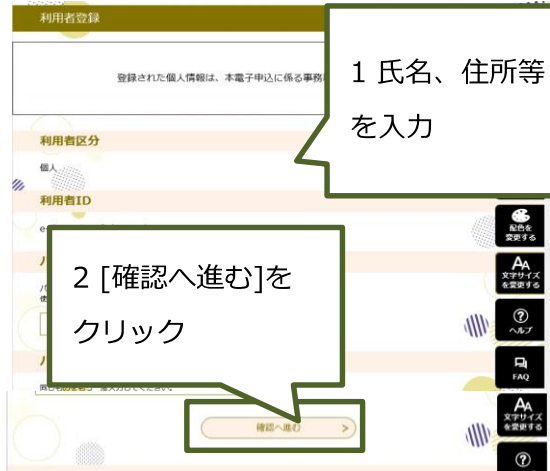 利用者登録
登録された個人情報は、本電子申込に係る事務
1 氏名、住所等
を入力
利用者区分
個人
利用者ID
配色を
変更する
2 [確認へ進む]を
クリック
文字サイズ
を変更する
ヘルプ
FAQ
確認へ進む >
文字サイズ
を変更する